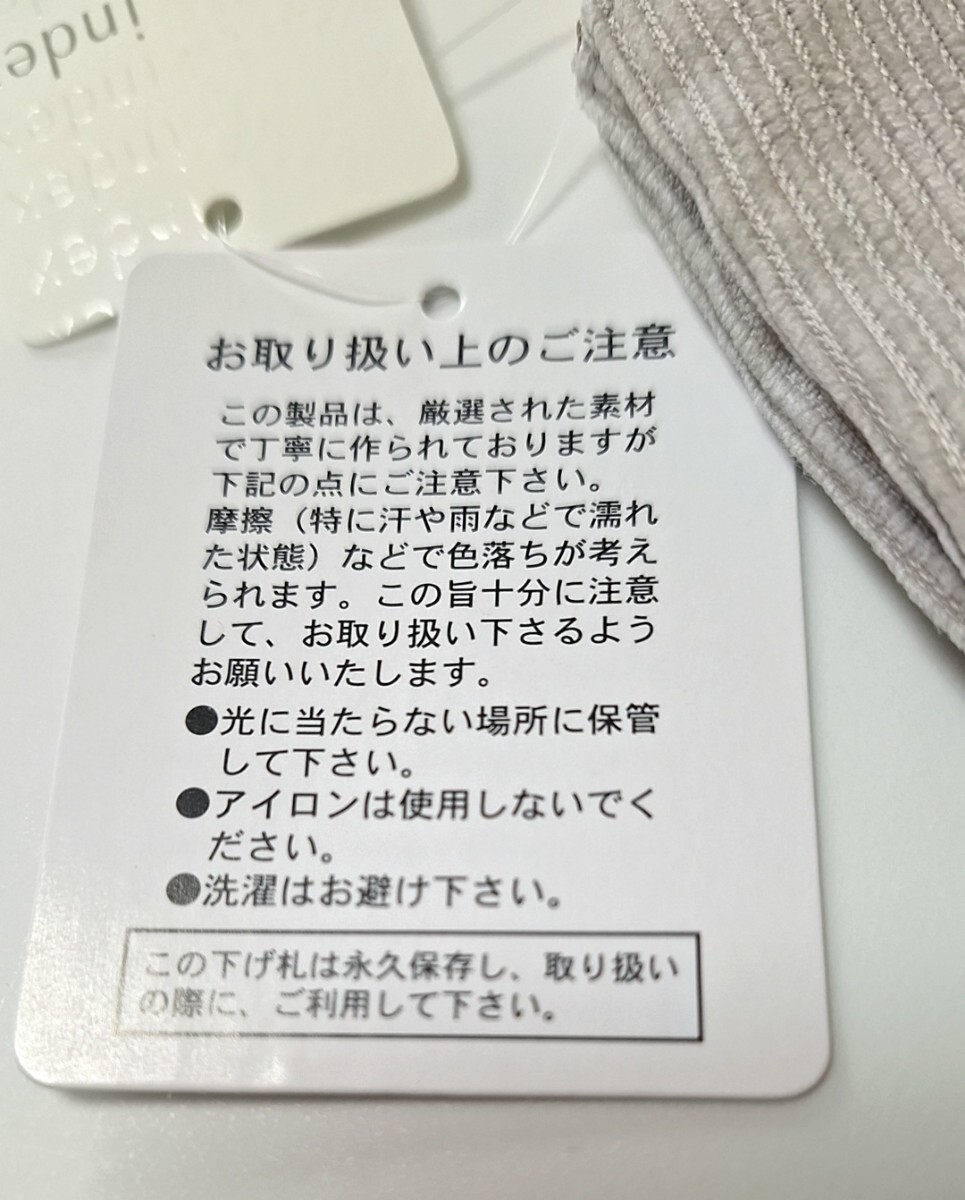 inde
index
index
index
ndex
お取り扱い上のご注意
この製品は、厳選された素材
で丁寧に作られておりますが
下記の点にご注意下さい。
摩擦（特に汗や雨などで濡れ
た状態）などで色落ちが考え
られます。この旨十分に注意
して、お取り扱い下さるよう
お願いいたします。
●光に当たらない場所に保管
して下さい。
●アイロンは使用しないでく
ださい。
●洗濯はお避け下さい。
この下げ札は永久保存し、取り扱い
の際に、ご利用して下さい。